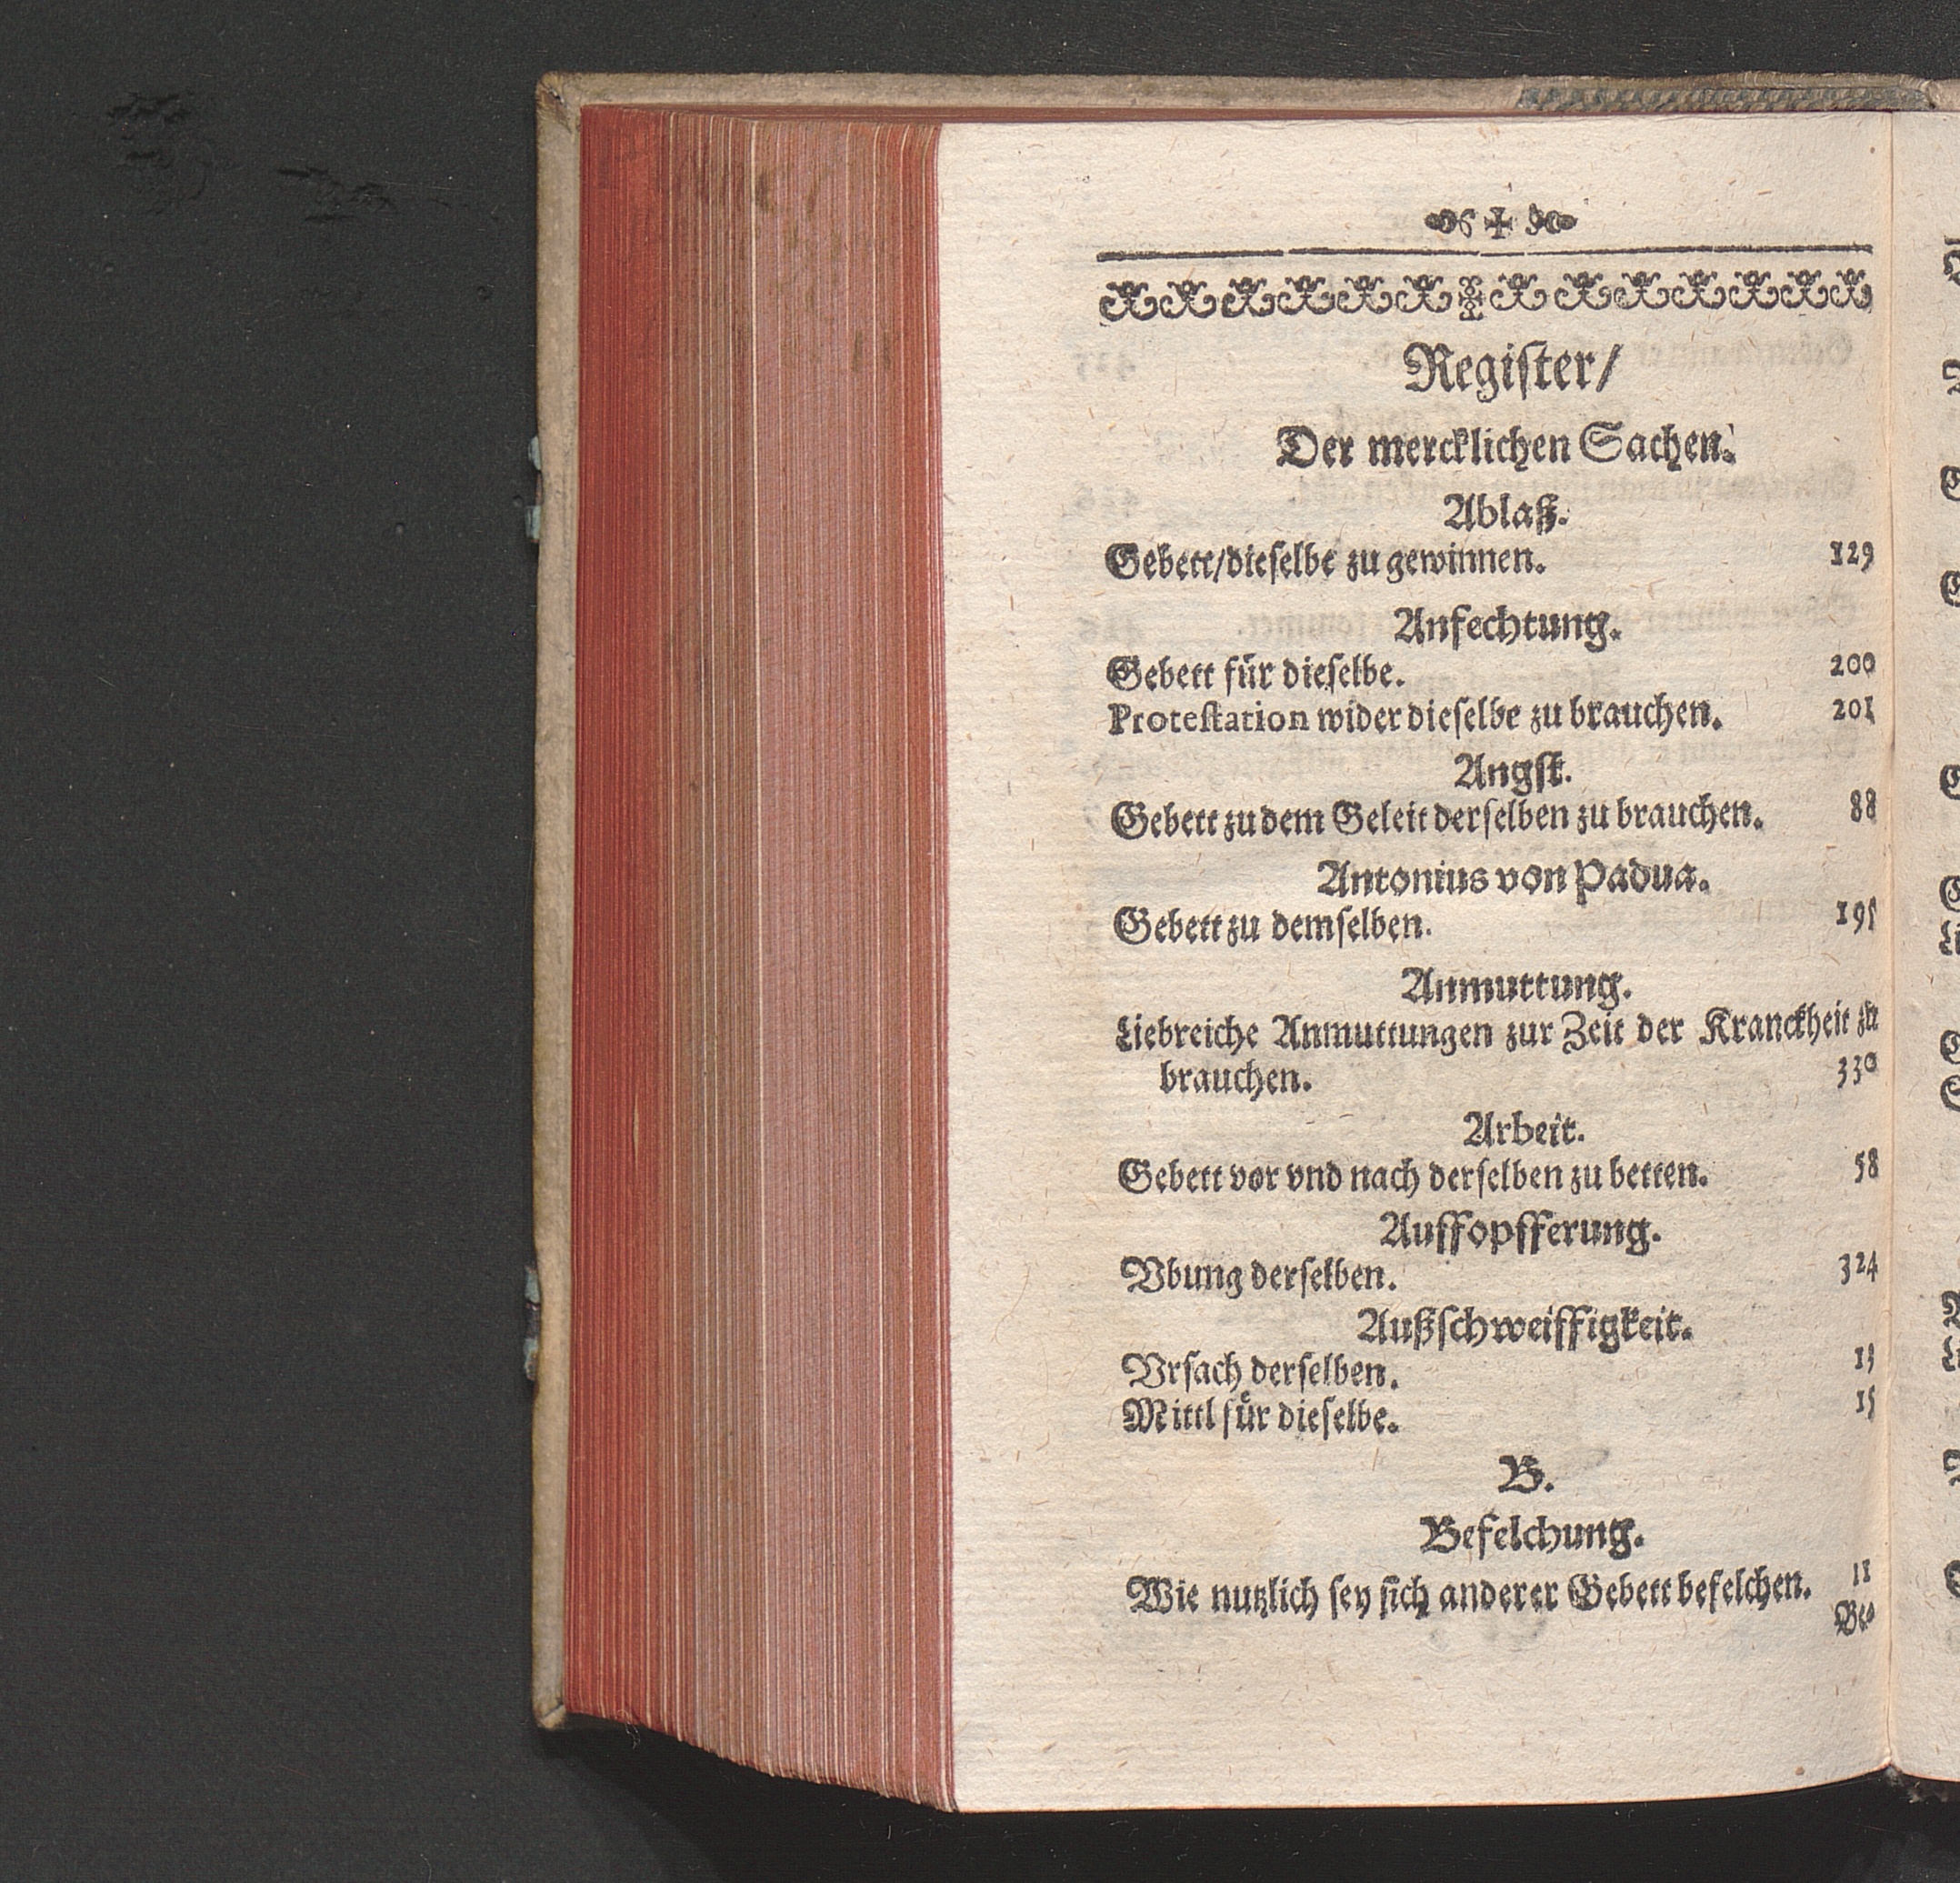 Register/
Der mercklichen Sachen.
Ablaß.
Gebett/dieselbe zu gewinnen. 129
Anfechtung.
Gebett für dieselbe. 200
Protestation wider dieselbe zu brauchen. 201
Angst.
Gebett zu dem Geleit derselben zu brauchen. 88
Antonius von Padua.
Gebett zu demselben. 195
Anmuttung.
Liebreiche Anmuttungen zur Zeit der Kranckheit zu
brauchen. 330
Arbeit.
Gebett vor vnd nach derselben zu betten. 58
Auffopfferung.
Vbung derselben. 324
Außschweiffigkeit.
Vrsach derselben. 15
Mittl für dieselbe. 15
B.
Befelchung.
Wie nutzlich sey sich anderer Gebett befelchen. 11
Be-